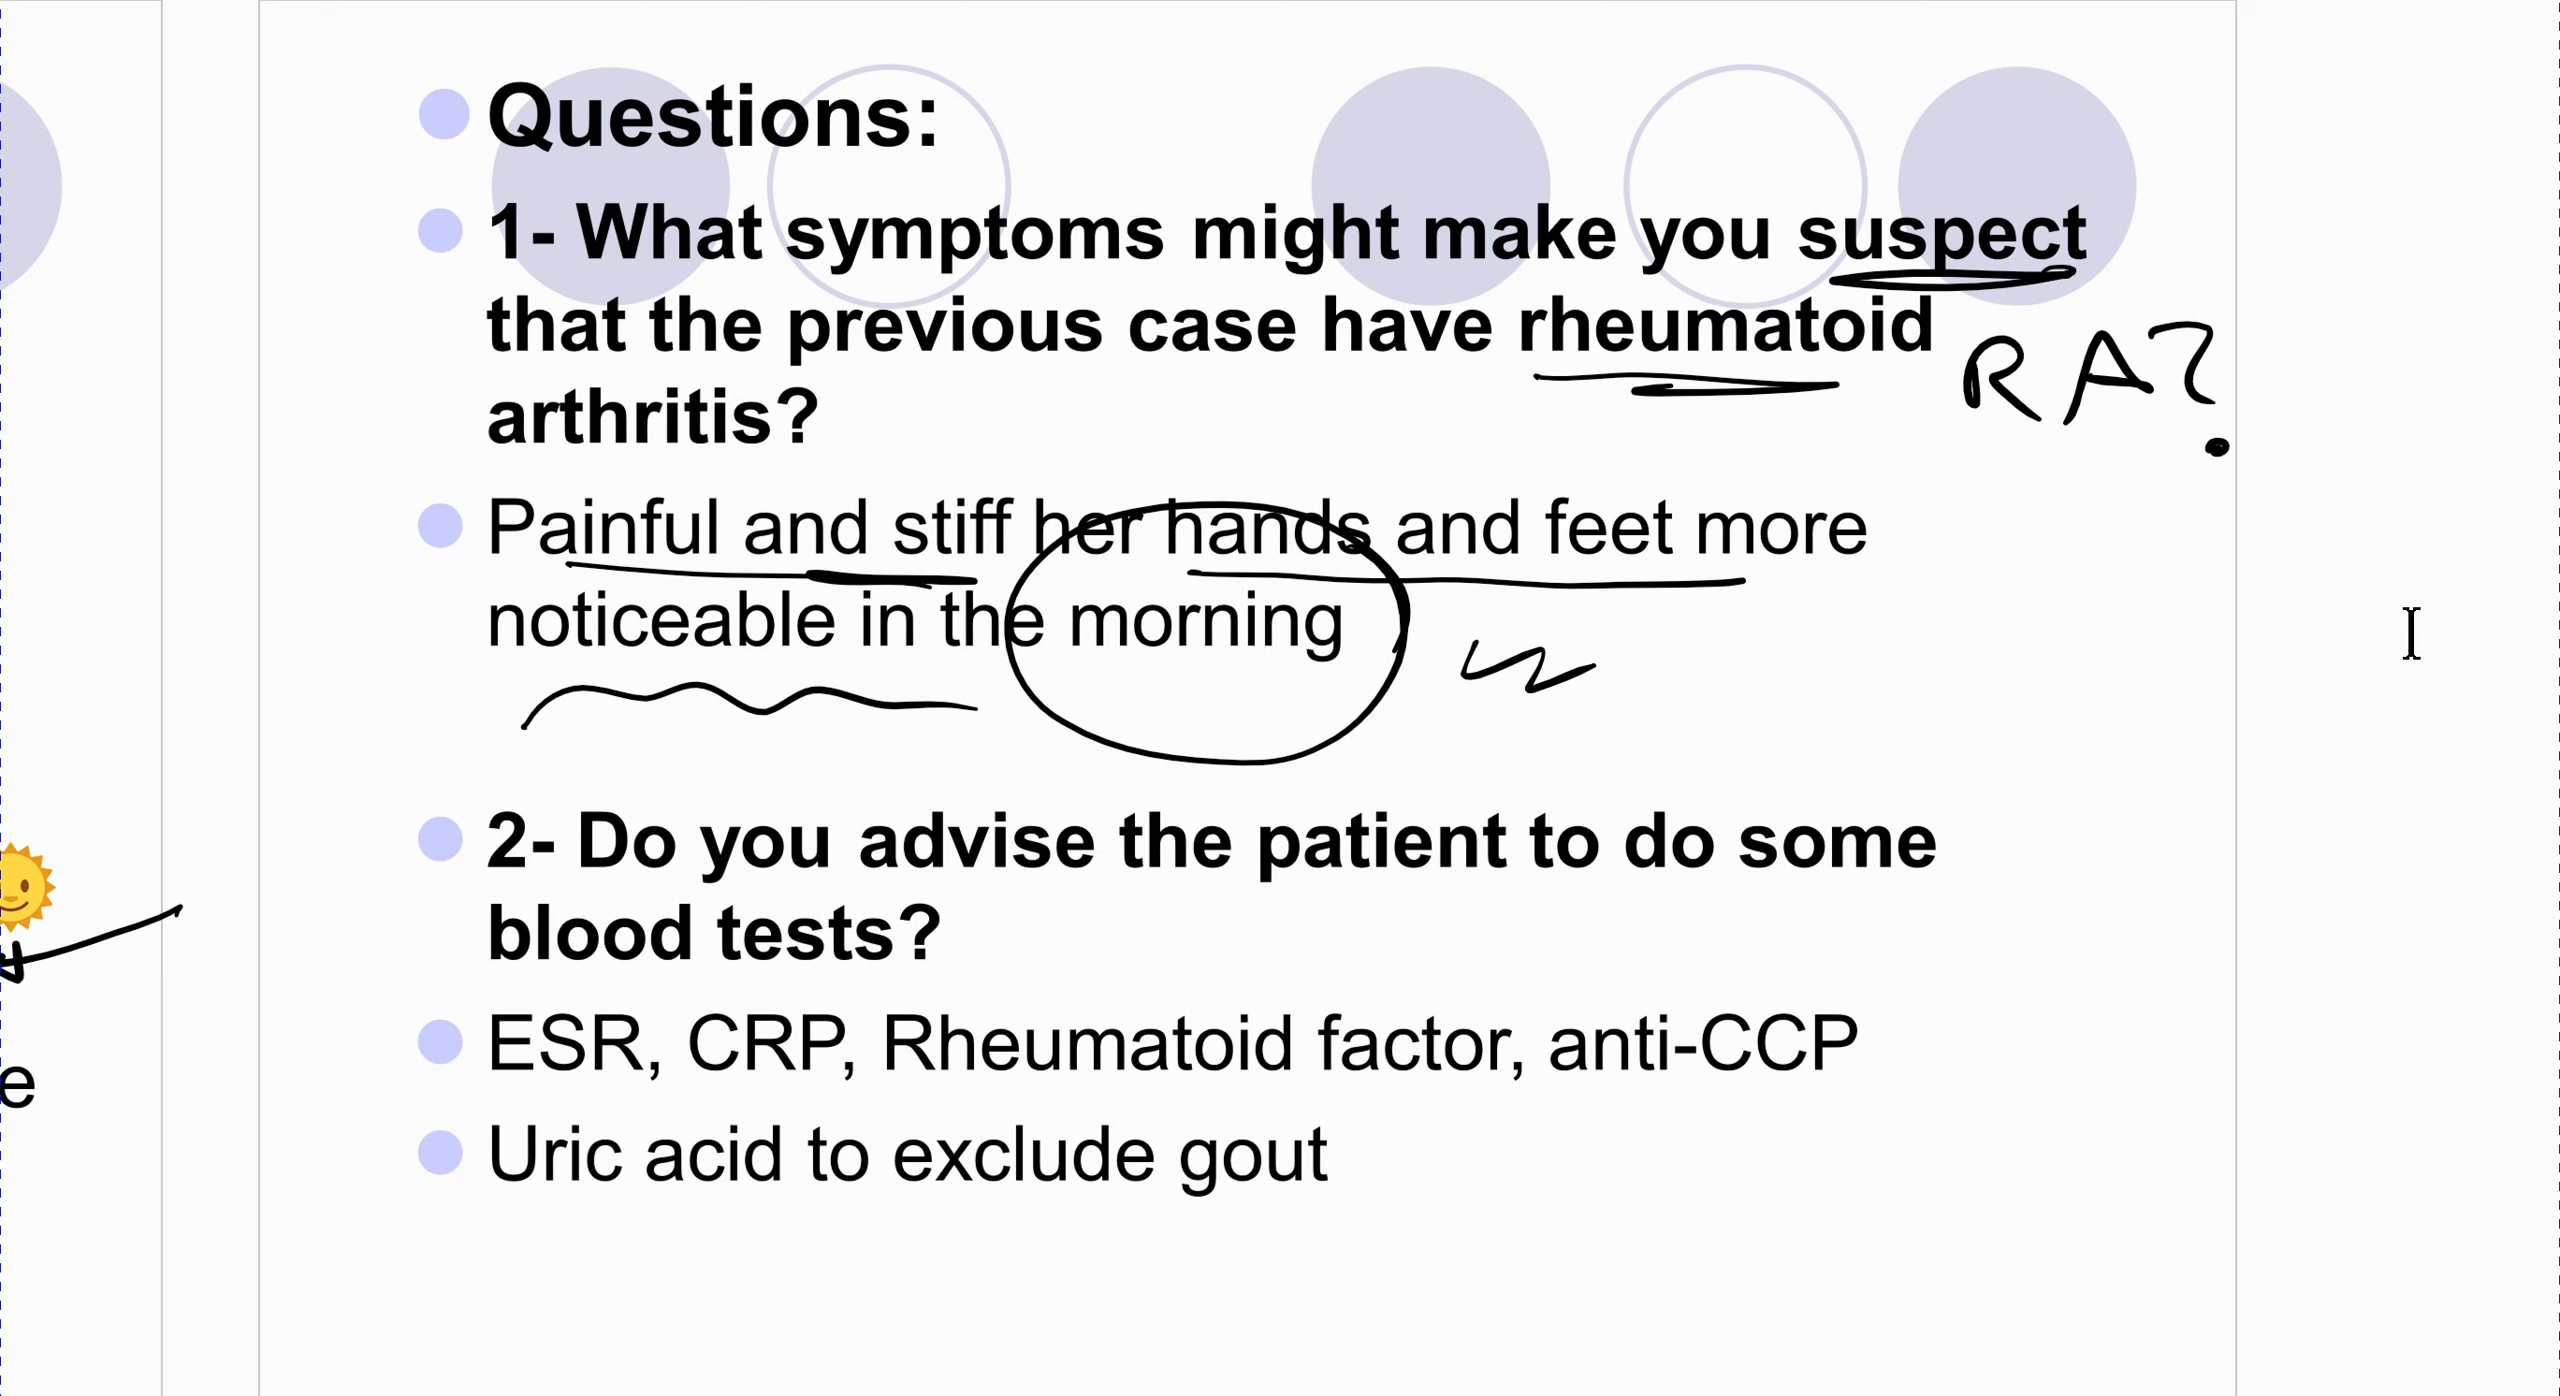 Questions:
1- What symptoms might make you suspect
that the previous case have rheumatoid
arthritis?
RA?
Painful and stiff her hands and feet more
noticeable in the morning
2- Do you advise the patient to do some
blood tests?
ESR, CRP, Rheumatoid factor, anti-CCP
e
Uric acid to exclude gout